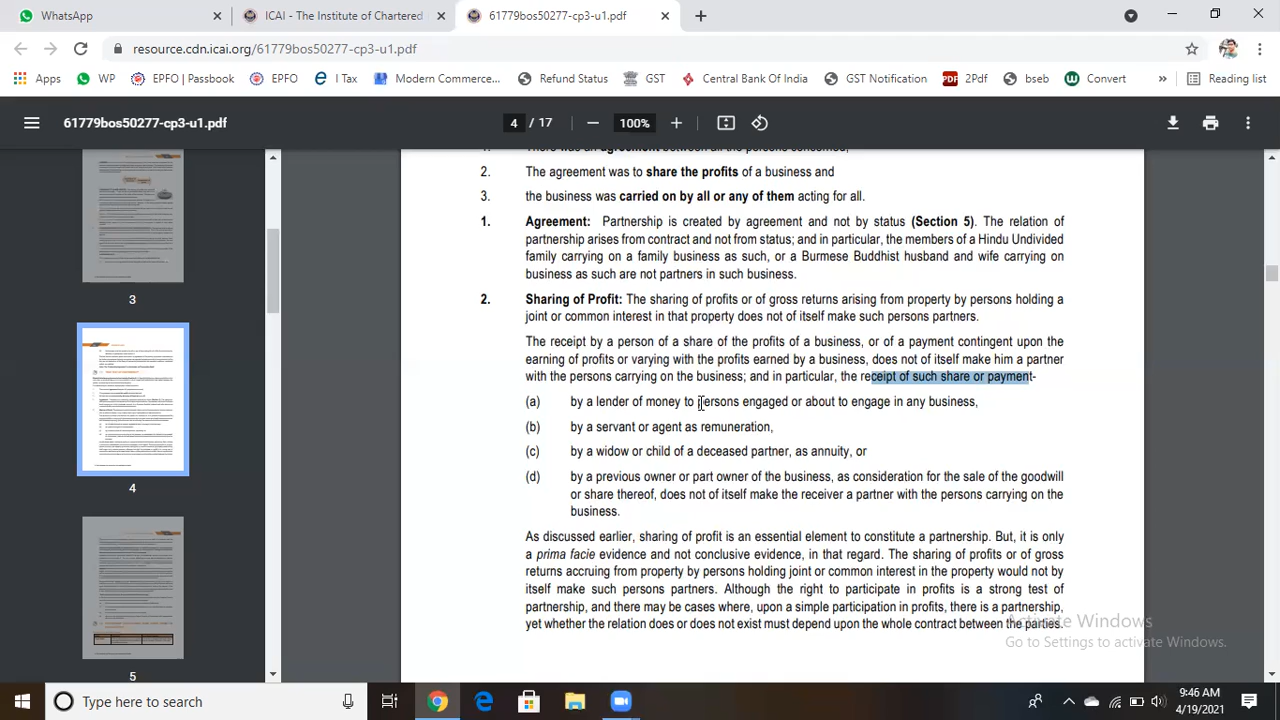 WhatsApp
ICAI - The Institute of Chartered
61779bos50277-cp3-u1.pdf
resource.cdn.icai.org/61779bos50277-cp3-u1.pdf
Apps WP EPFO | Passbook EPFO I Tax Modern Commerce... Refund Status GST Central Bank Of India GST Notification 2Pdf bseb Convert » Reading list
61779bos50277-cp3-u1.pdf 4 / 17 100%
3
4
5
2. The agreement was to share the profits of a business and
3. the business was carried on by all or any of them acting for all.
1. Agreement: Partnership is created by agreement and not by status (Section 5). The relation of
partnership arises from contract and not from status; and in particular, the members of a Hindu Undivided
family carrying on a family business as such, or a Burmese Buddhist husband and wife carrying on
business as such are not partners in such business.
2. Sharing of Profit: The sharing of profits or of gross returns arising from property by persons holding a
joint or common interest in that property does not of itself make such persons partners.
The receipt by a person of a share of the profits of a business, or of a payment contingent upon the
earning of profits or varying with the profits earned by a business, does not of itself make him a partner
with the persons carrying on the business; and in particular, the receipt of such share or payment-
(a) by a lender of money to persons engaged or about to engage in any business.
(b) by a servant or agent as remuneration,
(c) by a widow or child of a deceased partner, as annuity, or
(d) by a previous owner or part owner of the business, as consideration for the sale of the goodwill
or share thereof, does not of itself make the receiver a partner with the persons carrying on the
business.
As discussed earlier, sharing of profit is an essential element to constitute a partnership. But, it is only
a prima facie evidence and not conclusive evidence, in that regard. The sharing of profits or of gross
returns accruing from property by persons holding joint or common interest in the property would not by
itself make such persons partners. Although the right to participate in profits is a strong test of
partnership, and there may be cases where, upon a simple participation in profits, there is a partnership,
yet whether the relation does or does not exist must depend upon the whole contract between the parties.
Activate Windows
Go to Settings to activate Windows.
Type here to search
9:46 AM
4/19/2021